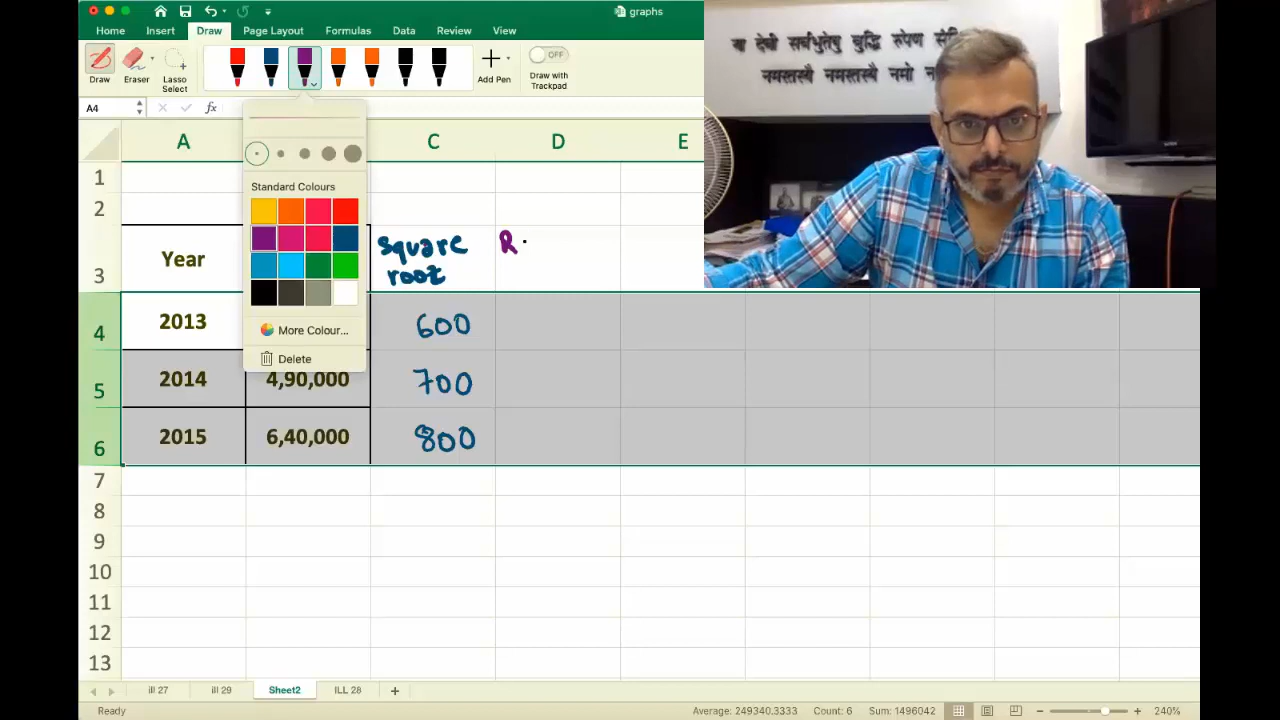 graphs
Home Insert Draw Page Layout Formulas Data Review View
Draw
Eraser
Lasso
Select
Add Pen
OFF
Draw with
Trackpad
A4
fx
A C D E
Standard Colours
More Colour...
Delete
1
2
3 Year square
root R
4 2013 600
5 2014 4,90,000 700
6 2015 6,40,000 800
7
8
9
10
11
12
13
या देवी सर्वभुतेषु बुद्धि रुपेण
नमस्तस्यै नमस्तस्यै नमो
ill 27 ill 29 Sheet2 ILL 28 +
Ready Average: 249340.3333 Count: 6 Sum: 1496042 240%